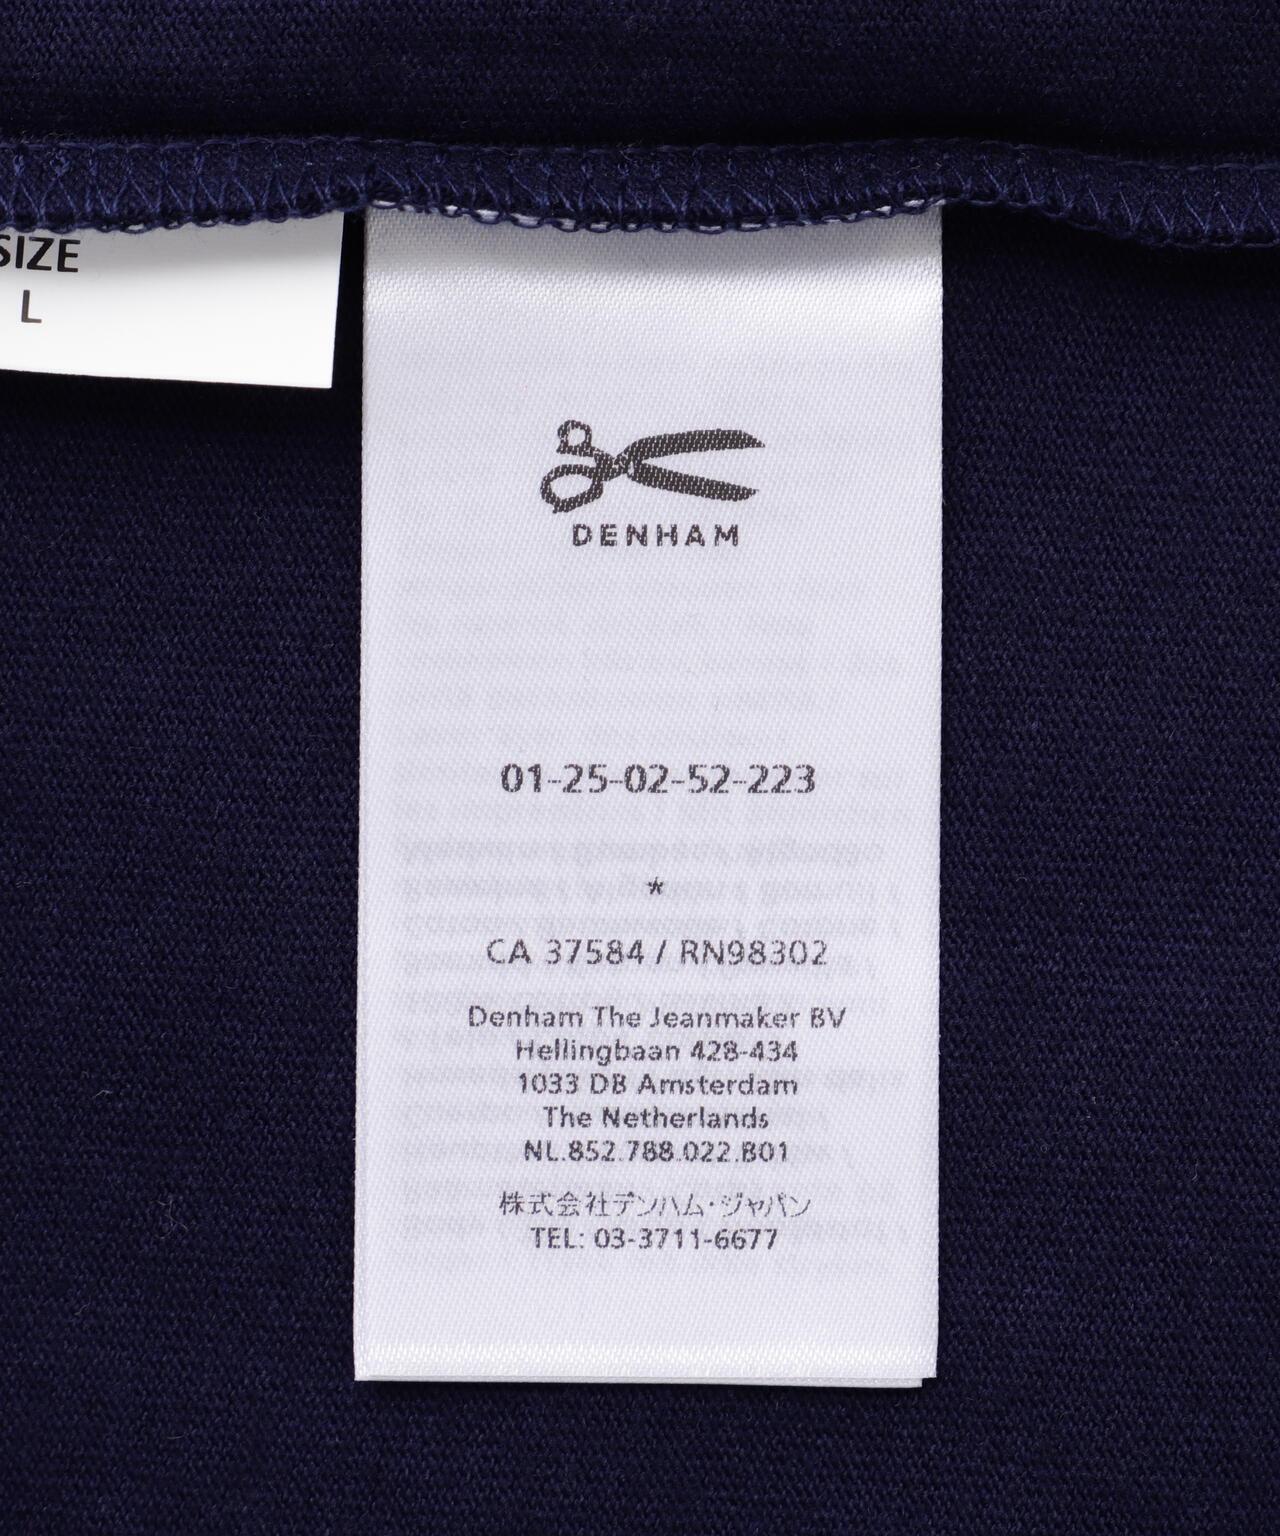 SIZE
L
DENHAM
01-25-02-52-223
*
CA 37584 / RN98302
Denham The Jeanmaker BV
Hellingbaan 428-434
1033 DB Amsterdam
The Netherlands
NL.852.788.022.B01
株式会社デンハム・ジャパン
TEL: 03-3711-6677